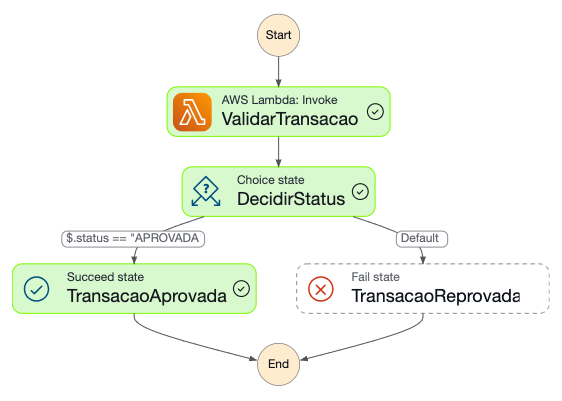 Start
AWS Lambda: Invoke
ValidarTransacao
Choice state
DecidirStatus
$.status == "APROVADA
Default
Succeed state
TransacaoAprovada
Fail state
TransacaoReprovada
End